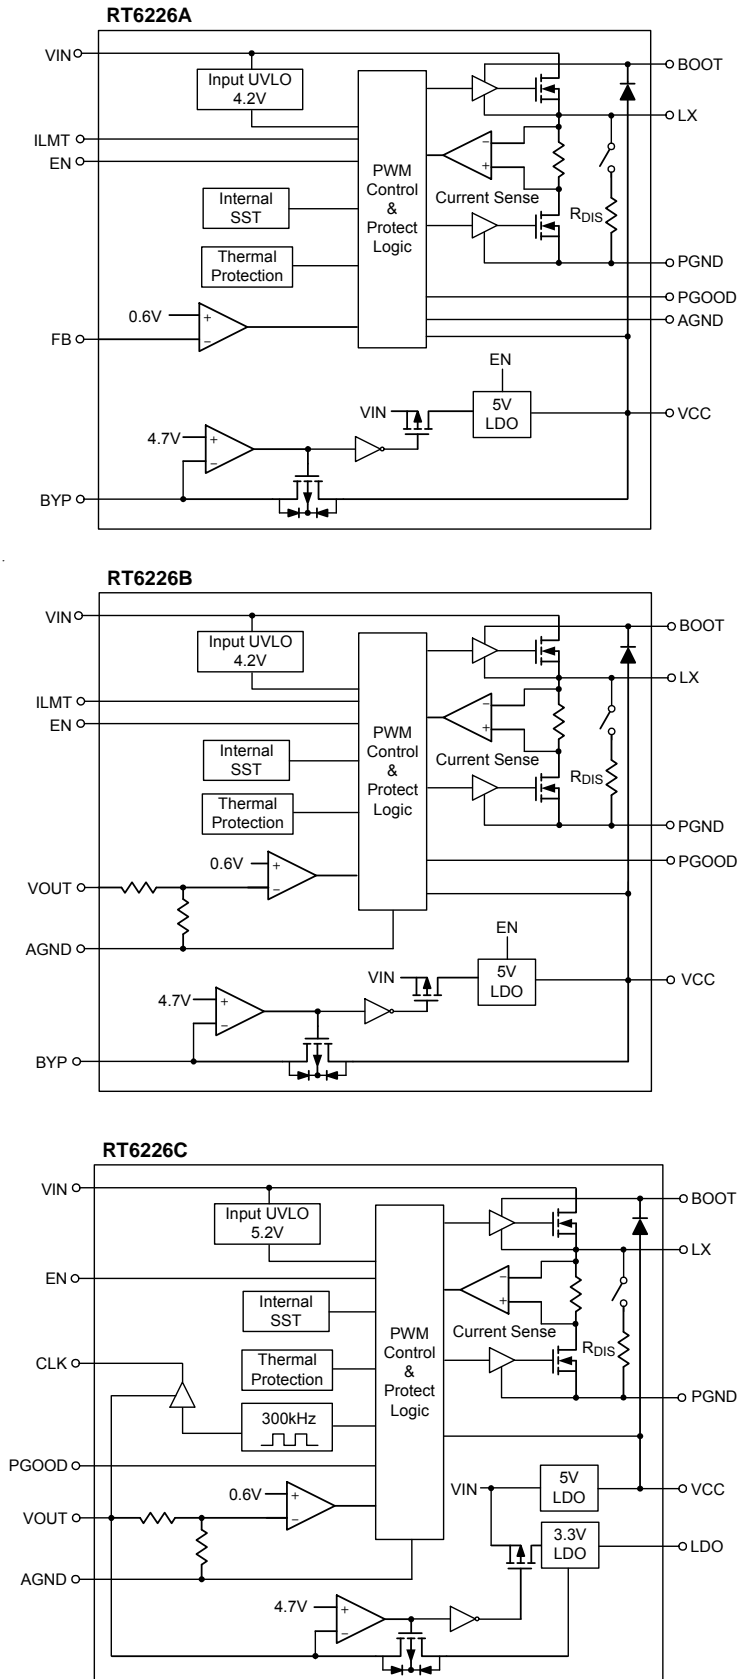 RT6226A
VIN
BOOT
Input UVLO
4.2V
LX
ILMT
EN
PWM
Control
&
Protect
Logic
Current Sense
Internal
SST
RDIS
Thermal
Protection
PGND
PGOOD
0.6V
AGND
FB
EN
VIN
5V
LDO
VCC
4.7V
BYP
RT6226B
VIN
BOOT
Input UVLO
4.2V
LX
ILMT
EN
PWM
Control
&
Protect
Logic
Current Sense
Internal
SST
RDIS
Thermal
Protection
PGND
0.6V
PGOOD
VOUT
AGND
EN
VIN
5V
LDO
VCC
4.7V
BYP
RT6226C
VIN
BOOT
Input UVLO
5.2V
LX
EN
Internal
SST
Current Sense
PWM
Control
&
Protect
Logic
RDIS
CLK
Thermal
Protection
PGND
300kHz
PGOOD
0.6V
VIN
5V
LDO
VCC
VOUT
3.3V
LDO
LDO
AGND
4.7V